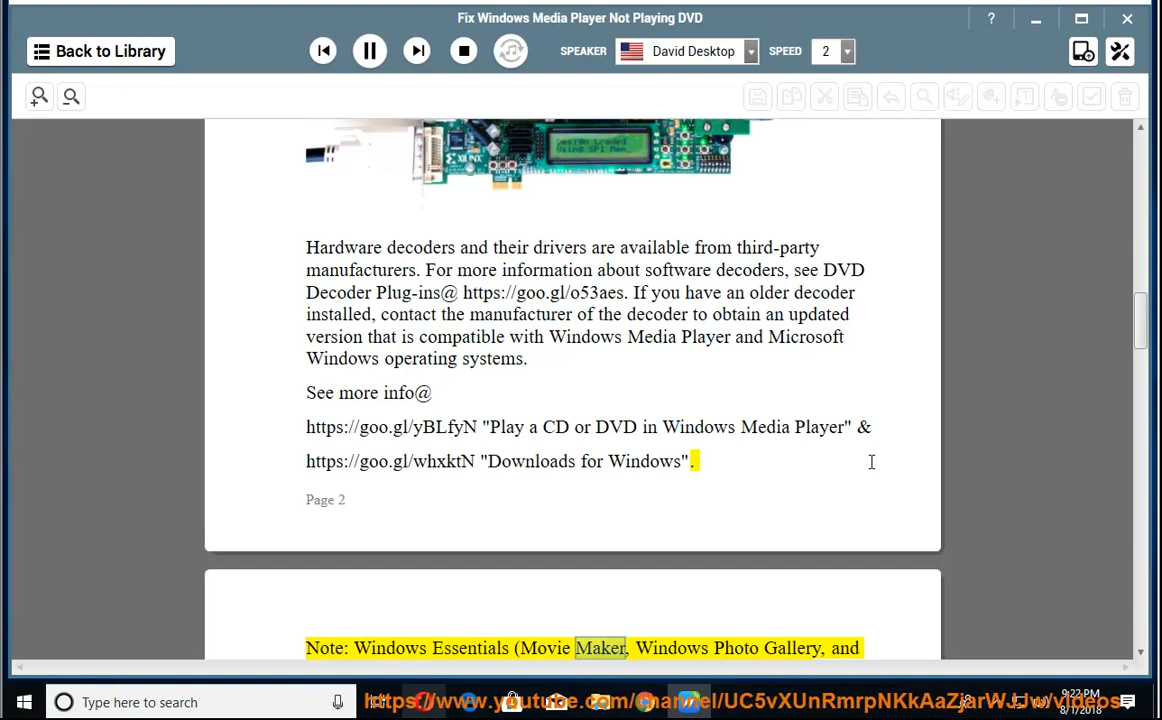 Fix Windows Media Player Not Playing DVD
Back to Library
SPEAKER
David Desktop
SPEED
2
XILINX
Design Loaded
Hardware decoders and their drivers are available from third-party
manufacturers. For more information about software decoders, see DVD
Decoder Plug-ins@ https://goo.gl/o53aes. If you have an older decoder
installed, contact the manufacturer of the decoder to obtain an updated
version that is compatible with Windows Media Player and Microsoft
Windows operating systems.
See more info@
https://goo.gl/yBLfyN "Play a CD or DVD in Windows Media Player" &
https://goo.gl/whxktN "Downloads for Windows".
Page 2
Note: Windows Essentials (Movie Maker, Windows Photo Gallery, and
Type here to search
https://www.youtube.com/channel/UC5vXUnRmrpNKkAaZjarWJJw/videos
9:22 PM
8/1/2018